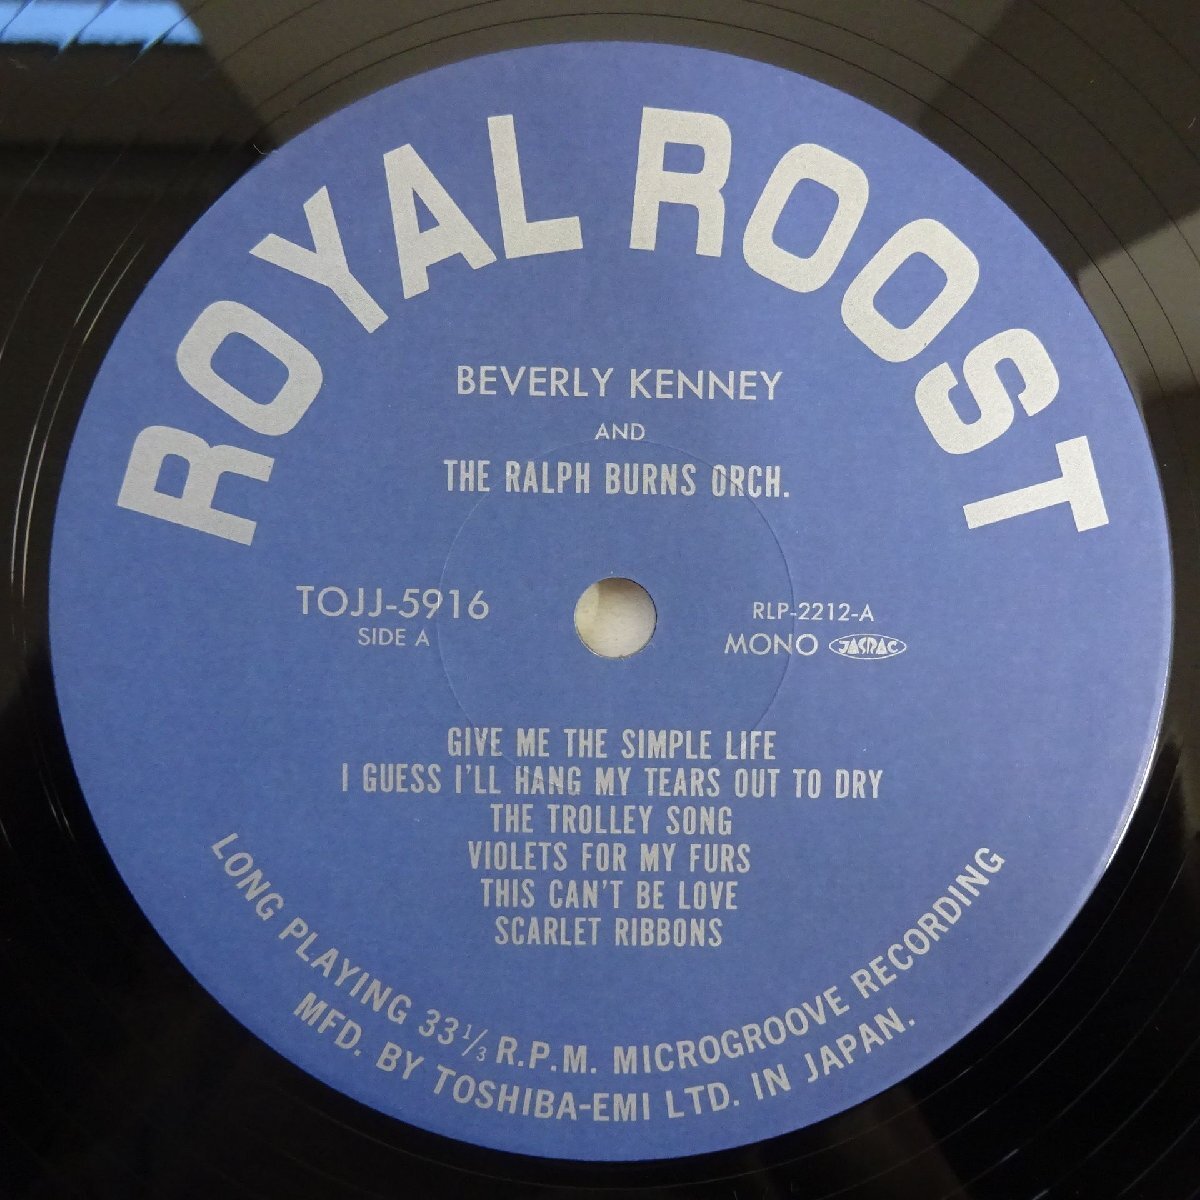 ROYAL ROOST
BEVERLY KENNEY
AND
THE RALPH BURNS ORCH.
TOJJ-5916
SIDE A
RLP-2212-A
MONO JASRAC
GIVE ME THE SIMPLE LIFE
I GUESS I'LL HANG MY TEARS OUT TO DRY
THE TROLLEY SONG
VIOLETS FOR MY FURS
THIS CAN'T BE LOVE
SCARLET RIBBONS
LONG PLAYING 33 1/3 R.P.M. MICROGROOVE RECORDING
MFD. BY TOSHIBA-EMI LTD. IN JAPAN.